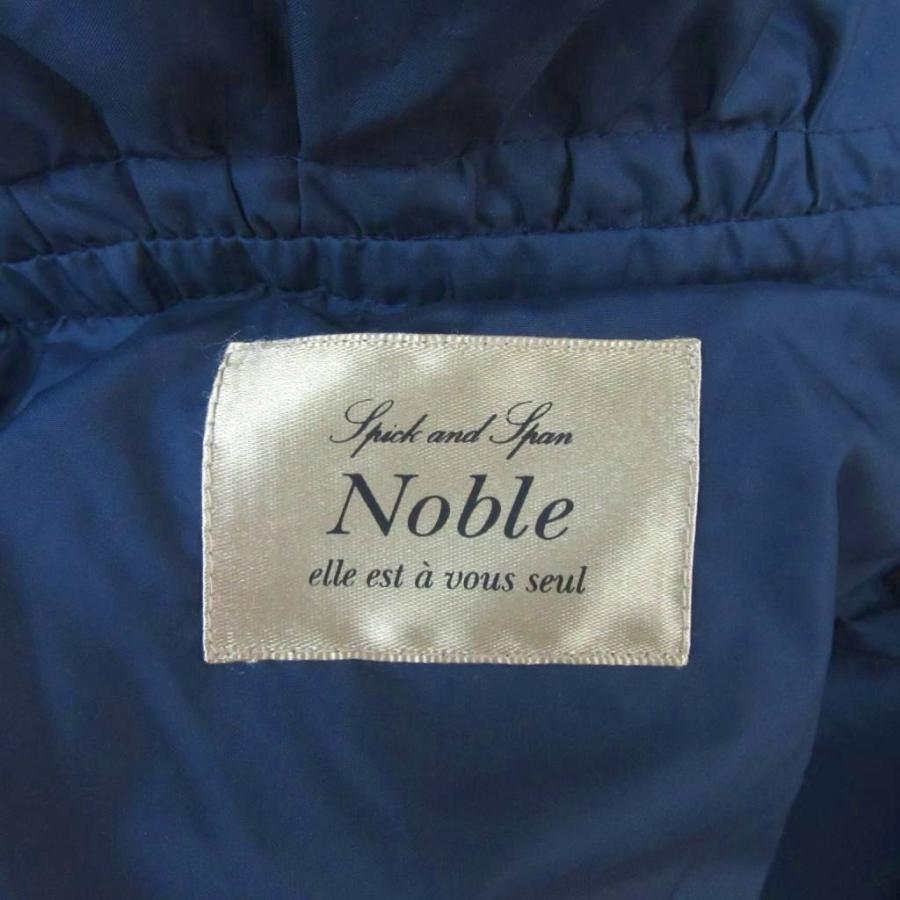 Spick and Span
Noble
elle est à vous seul